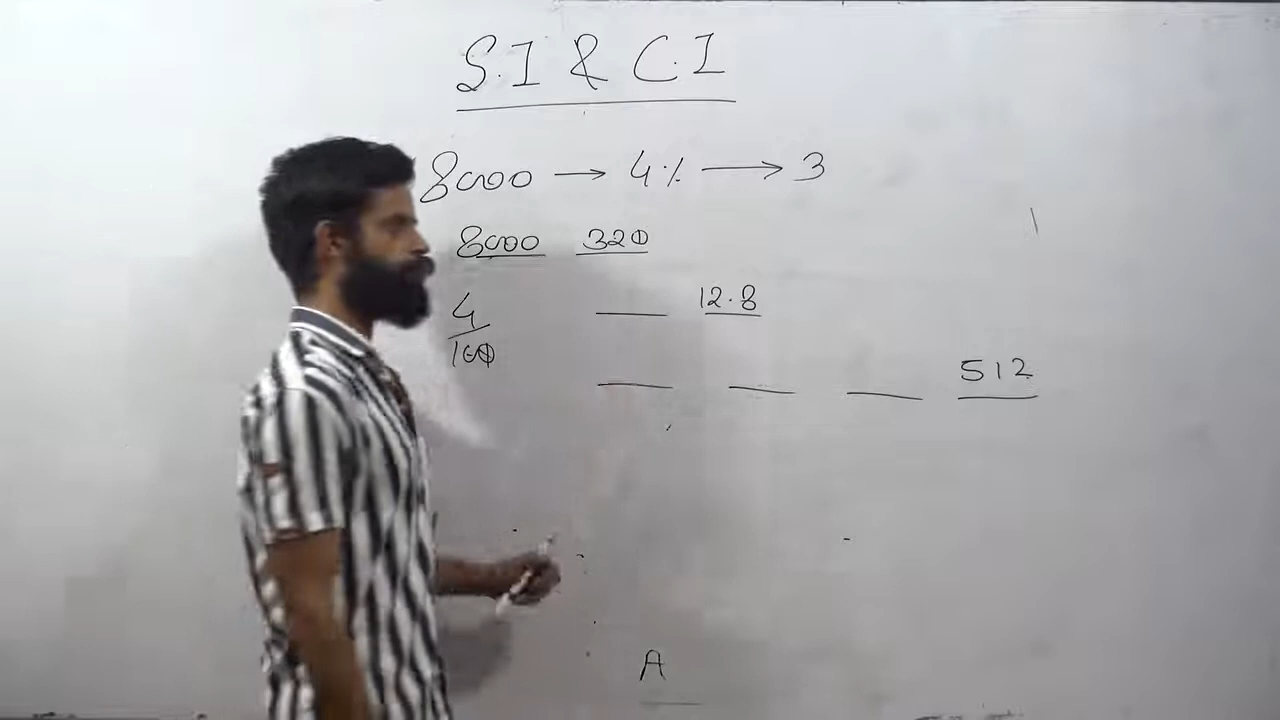 S.I & C.I
8000 → 4% → 3
8000 320
12.8
4/100
512
A